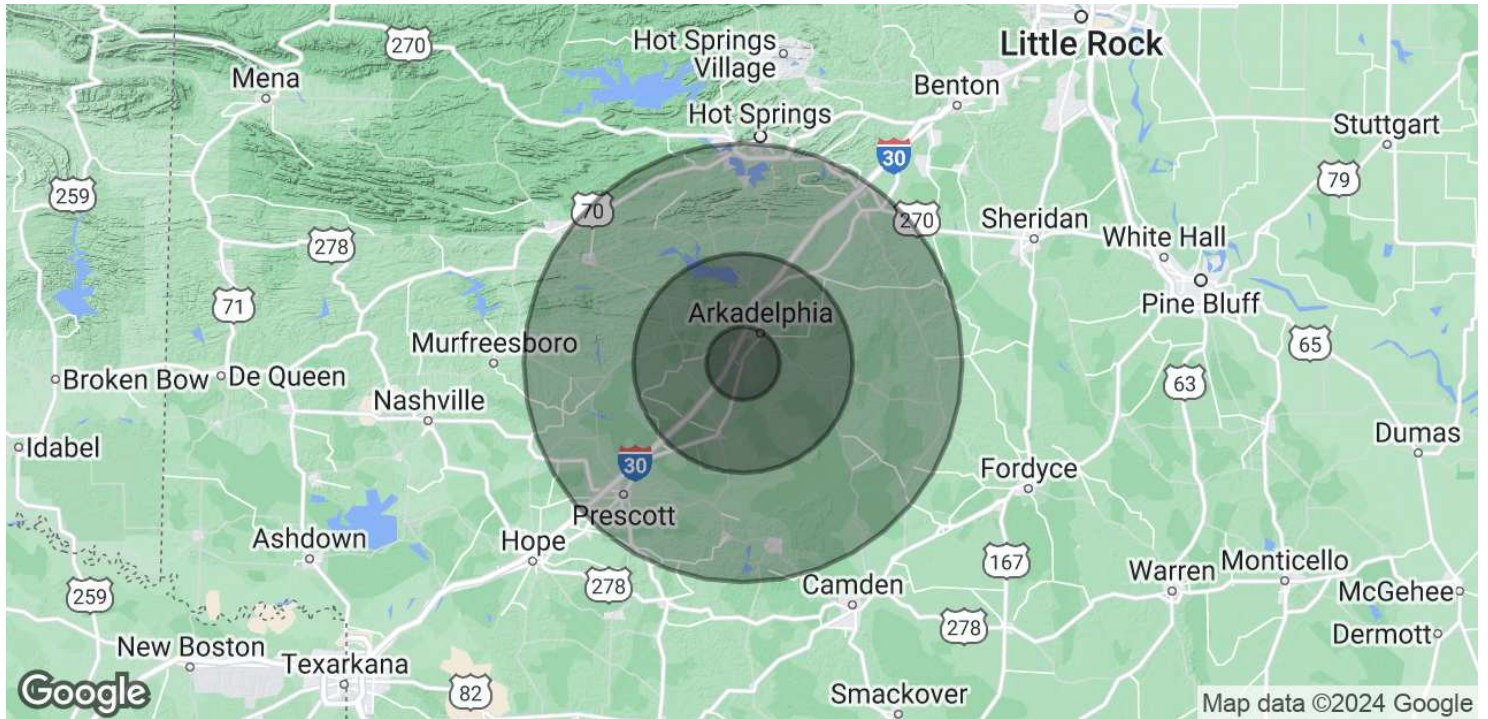 Little Rock
270
Hot Springs
Village
Mena
Benton
Hot Springs
Stuttgart
30
79
259
70
270
Sheridan
278
White Hall
71
Pine Bluff
Arkadelphia
Murfreesboro
65
Broken Bow
De Queen
63
Nashville
Idabel
Dumas
30
Fordyce
Prescott
Ashdown
Hope
167
278
Camden
Warren
Monticello
259
McGehee
278
Dermott
New Boston
Texarkana
82
Smackover
Google
Map data ©2024 Google